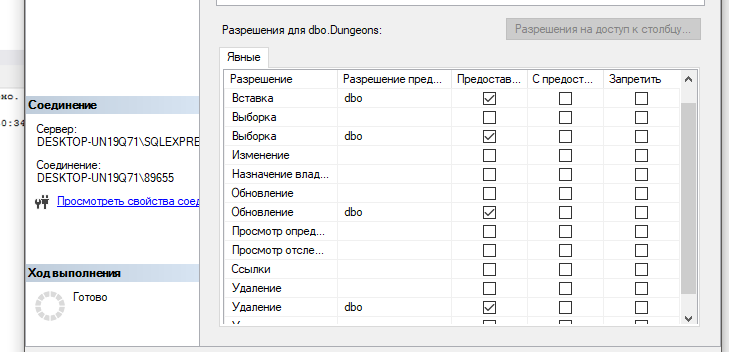 Разрешения для dbo.Dungeons:
Разрешения на доступ к столбцу...
Явные
Разрешение Разрешение пред... Предостав... С предост... Запретить
Вставка dbo
Выборка
Выборка dbo
Изменение
Назначение влад...
Обновление
Обновление dbo
Просмотр опред...
Просмотр отсле...
Ссылки
Удаление
Удаление dbo
мо.
0:34
Соединение
Сервер:
DESKTOP-UN19Q71\SQLEXPRE
Соединение:
DESKTOP-UN19Q71\89655
Просмотреть свойства соед
Ход выполнения
Готово